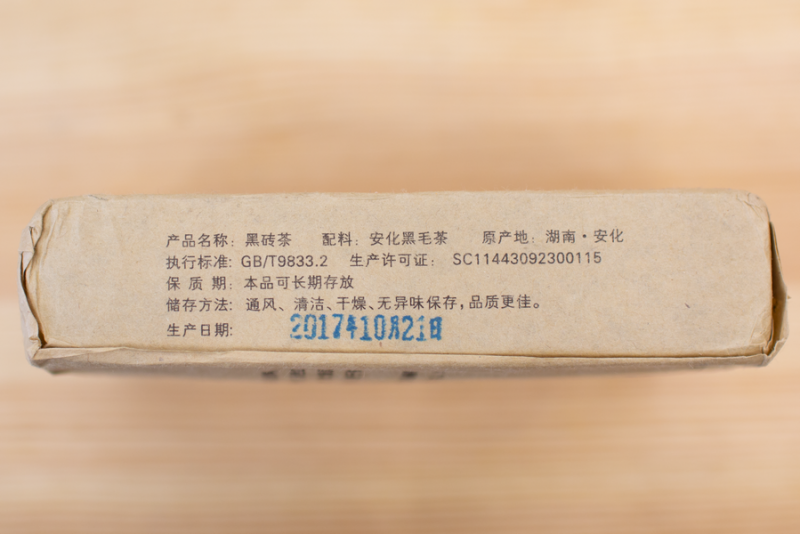 产品名称：黑砖茶 配料：安化黑毛茶 原产地：湖南·安化
执行标准：GB/T9833.2 生产许可证：SC11443092300115
保 质 期：本品可长期存放
储存方法：通风、清洁、干燥、无异味保存，品质更佳。
生产日期：2017年10月21日